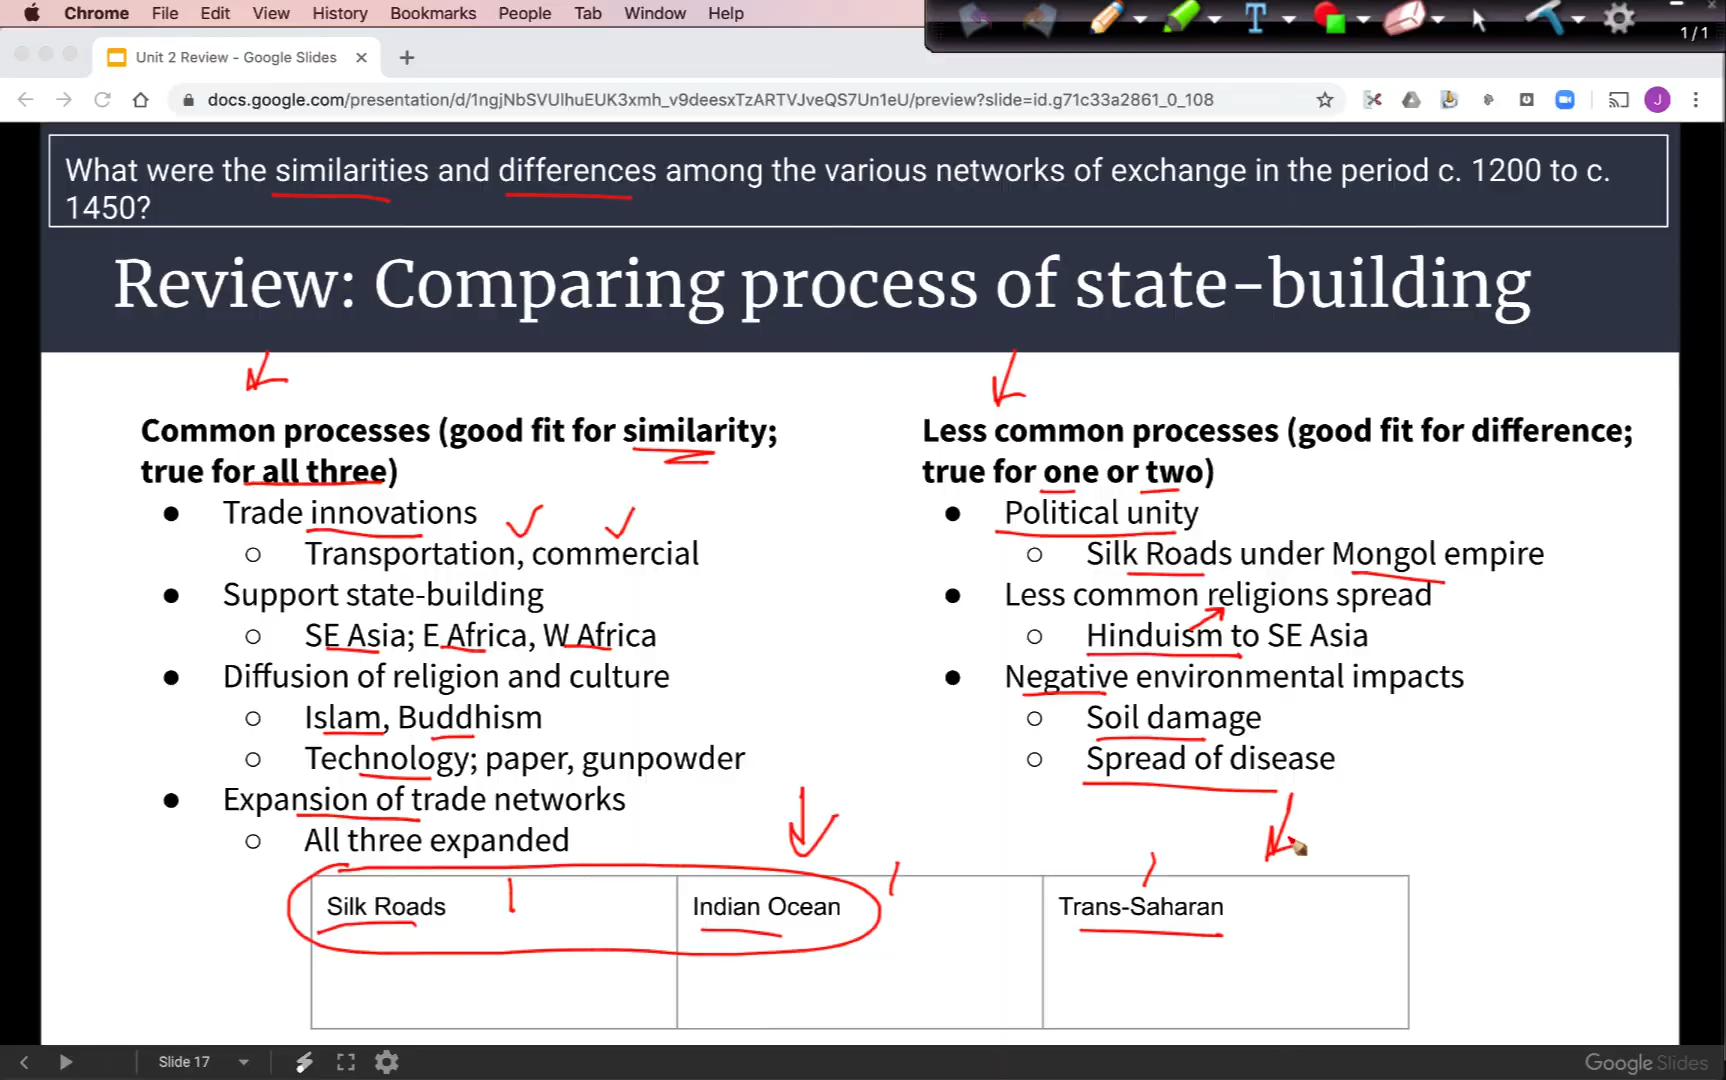 Chrome File Edit View History Bookmarks People Tab Window Help
T
1/1
Unit 2 Review - Google Slides
docs.google.com/presentation/d/1ngjNbSVUlhuEUK3xmh_v9deesxTzARTVJveQS7Un1eU/preview?slide=id.g71c33a2861_0_108
J
What were the similarities and differences among the various networks of exchange in the period c. 1200 to c.
1450?
Review: Comparing process of state-building
Common processes (good fit for similarity;
true for all three)
Trade innovations
Transportation, commercial
Support state-building
SE Asia; E Africa, W Africa
Diffusion of religion and culture
Islam, Buddhism
Technology; paper, gunpowder
Expansion of trade networks
All three expanded
Less common processes (good fit for difference;
true for one or two)
Political unity
Silk Roads under Mongol empire
Less common religions spread
Hinduism to SE Asia
Negative environmental impacts
Soil damage
Spread of disease
Silk Roads Indian Ocean Trans-Saharan
Slide 17
Google Slides